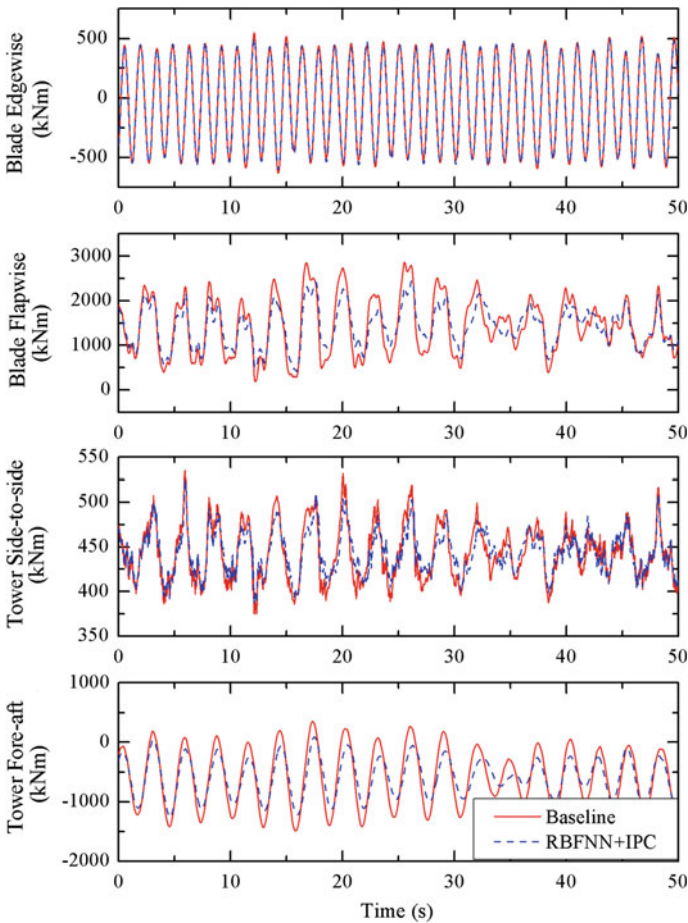 Blade Edgewise
(kNm)
500
0
-500
0 10 20 30 40 50
Blade Flapwise
(kNm)
3000
2000
1000
0
0 10 20 30 40 50
Tower Side-to-side
(kNm)
550
500
450
400
350
0 10 20 30 40 50
Tower Fore-aft
(kNm)
1000
0
-1000
-2000
Baseline
RBFNN+IPC
0 10 20 30 40 50
Time (s)